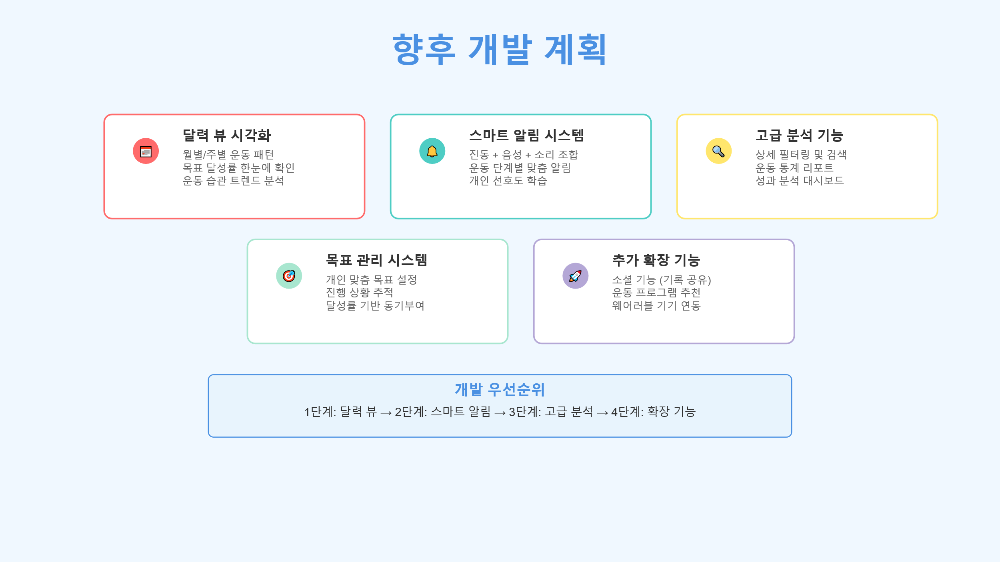 향후 개발 계획
달력 뷰 시각화
월별/주별 운동 패턴
목표 달성률 한눈에 확인
운동 습관 트렌드 분석
스마트 알림 시스템
진동 + 음성 + 소리 조합
운동 단계별 맞춤 알림
개인 선호도 학습
고급 분석 기능
상세 필터링 및 검색
운동 통계 리포트
성과 분석 대시보드
목표 관리 시스템
개인 맞춤 목표 설정
진행 상황 추적
달성률 기반 동기부여
추가 확장 기능
소셜 기능 (기록 공유)
운동 프로그램 추천
웨어러블 기기 연동
개발 우선순위
1단계: 달력 뷰 → 2단계: 스마트 알림 → 3단계: 고급 분석 → 4단계: 확장 기능